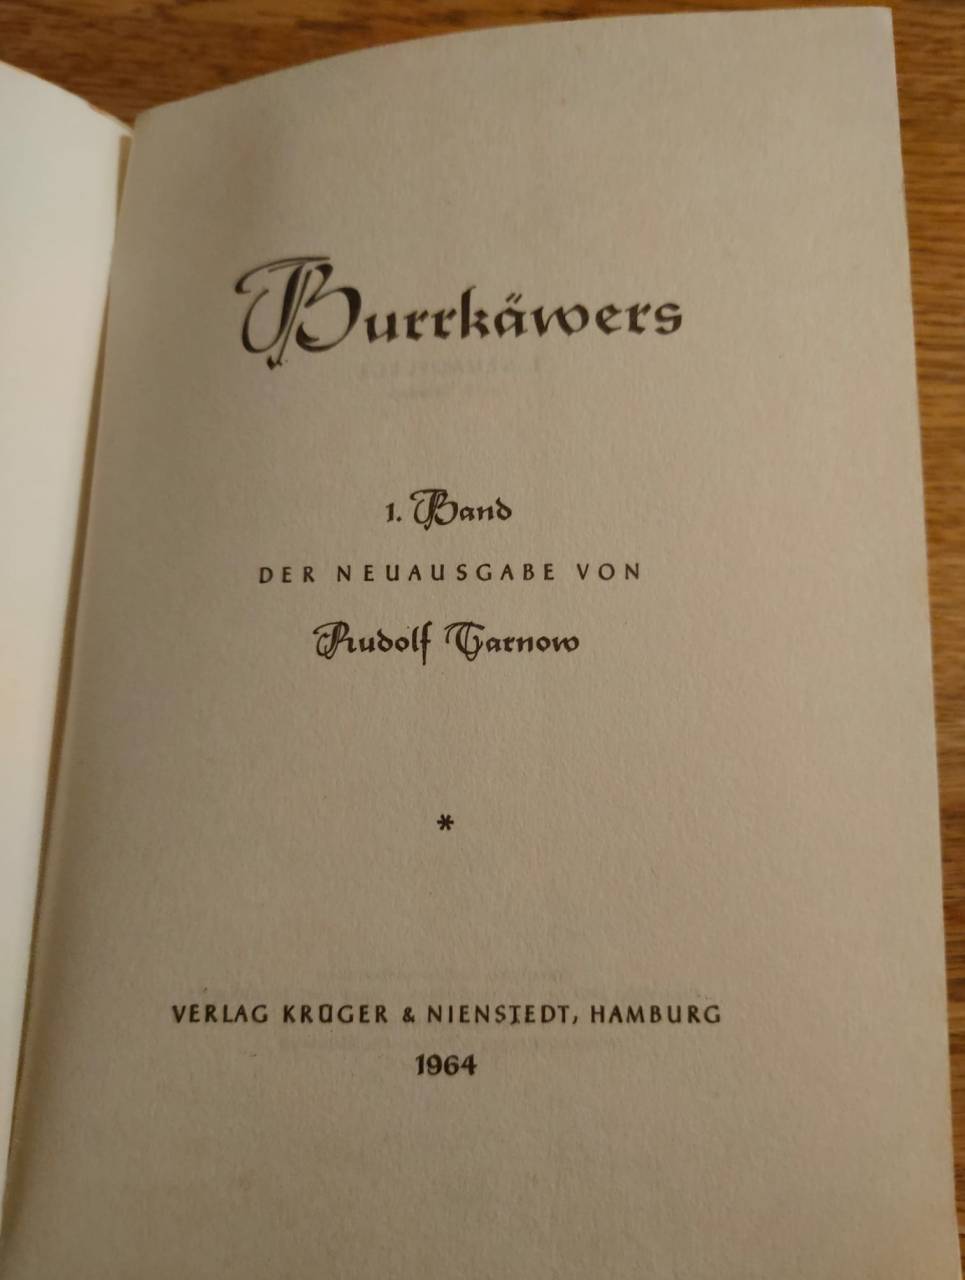 Burrkäwers
1. Band
DER NEUAUSGABE VON
Rudolf Tarnow
*
VERLAG KRÜGER & NIENSTEDT, HAMBURG
1964